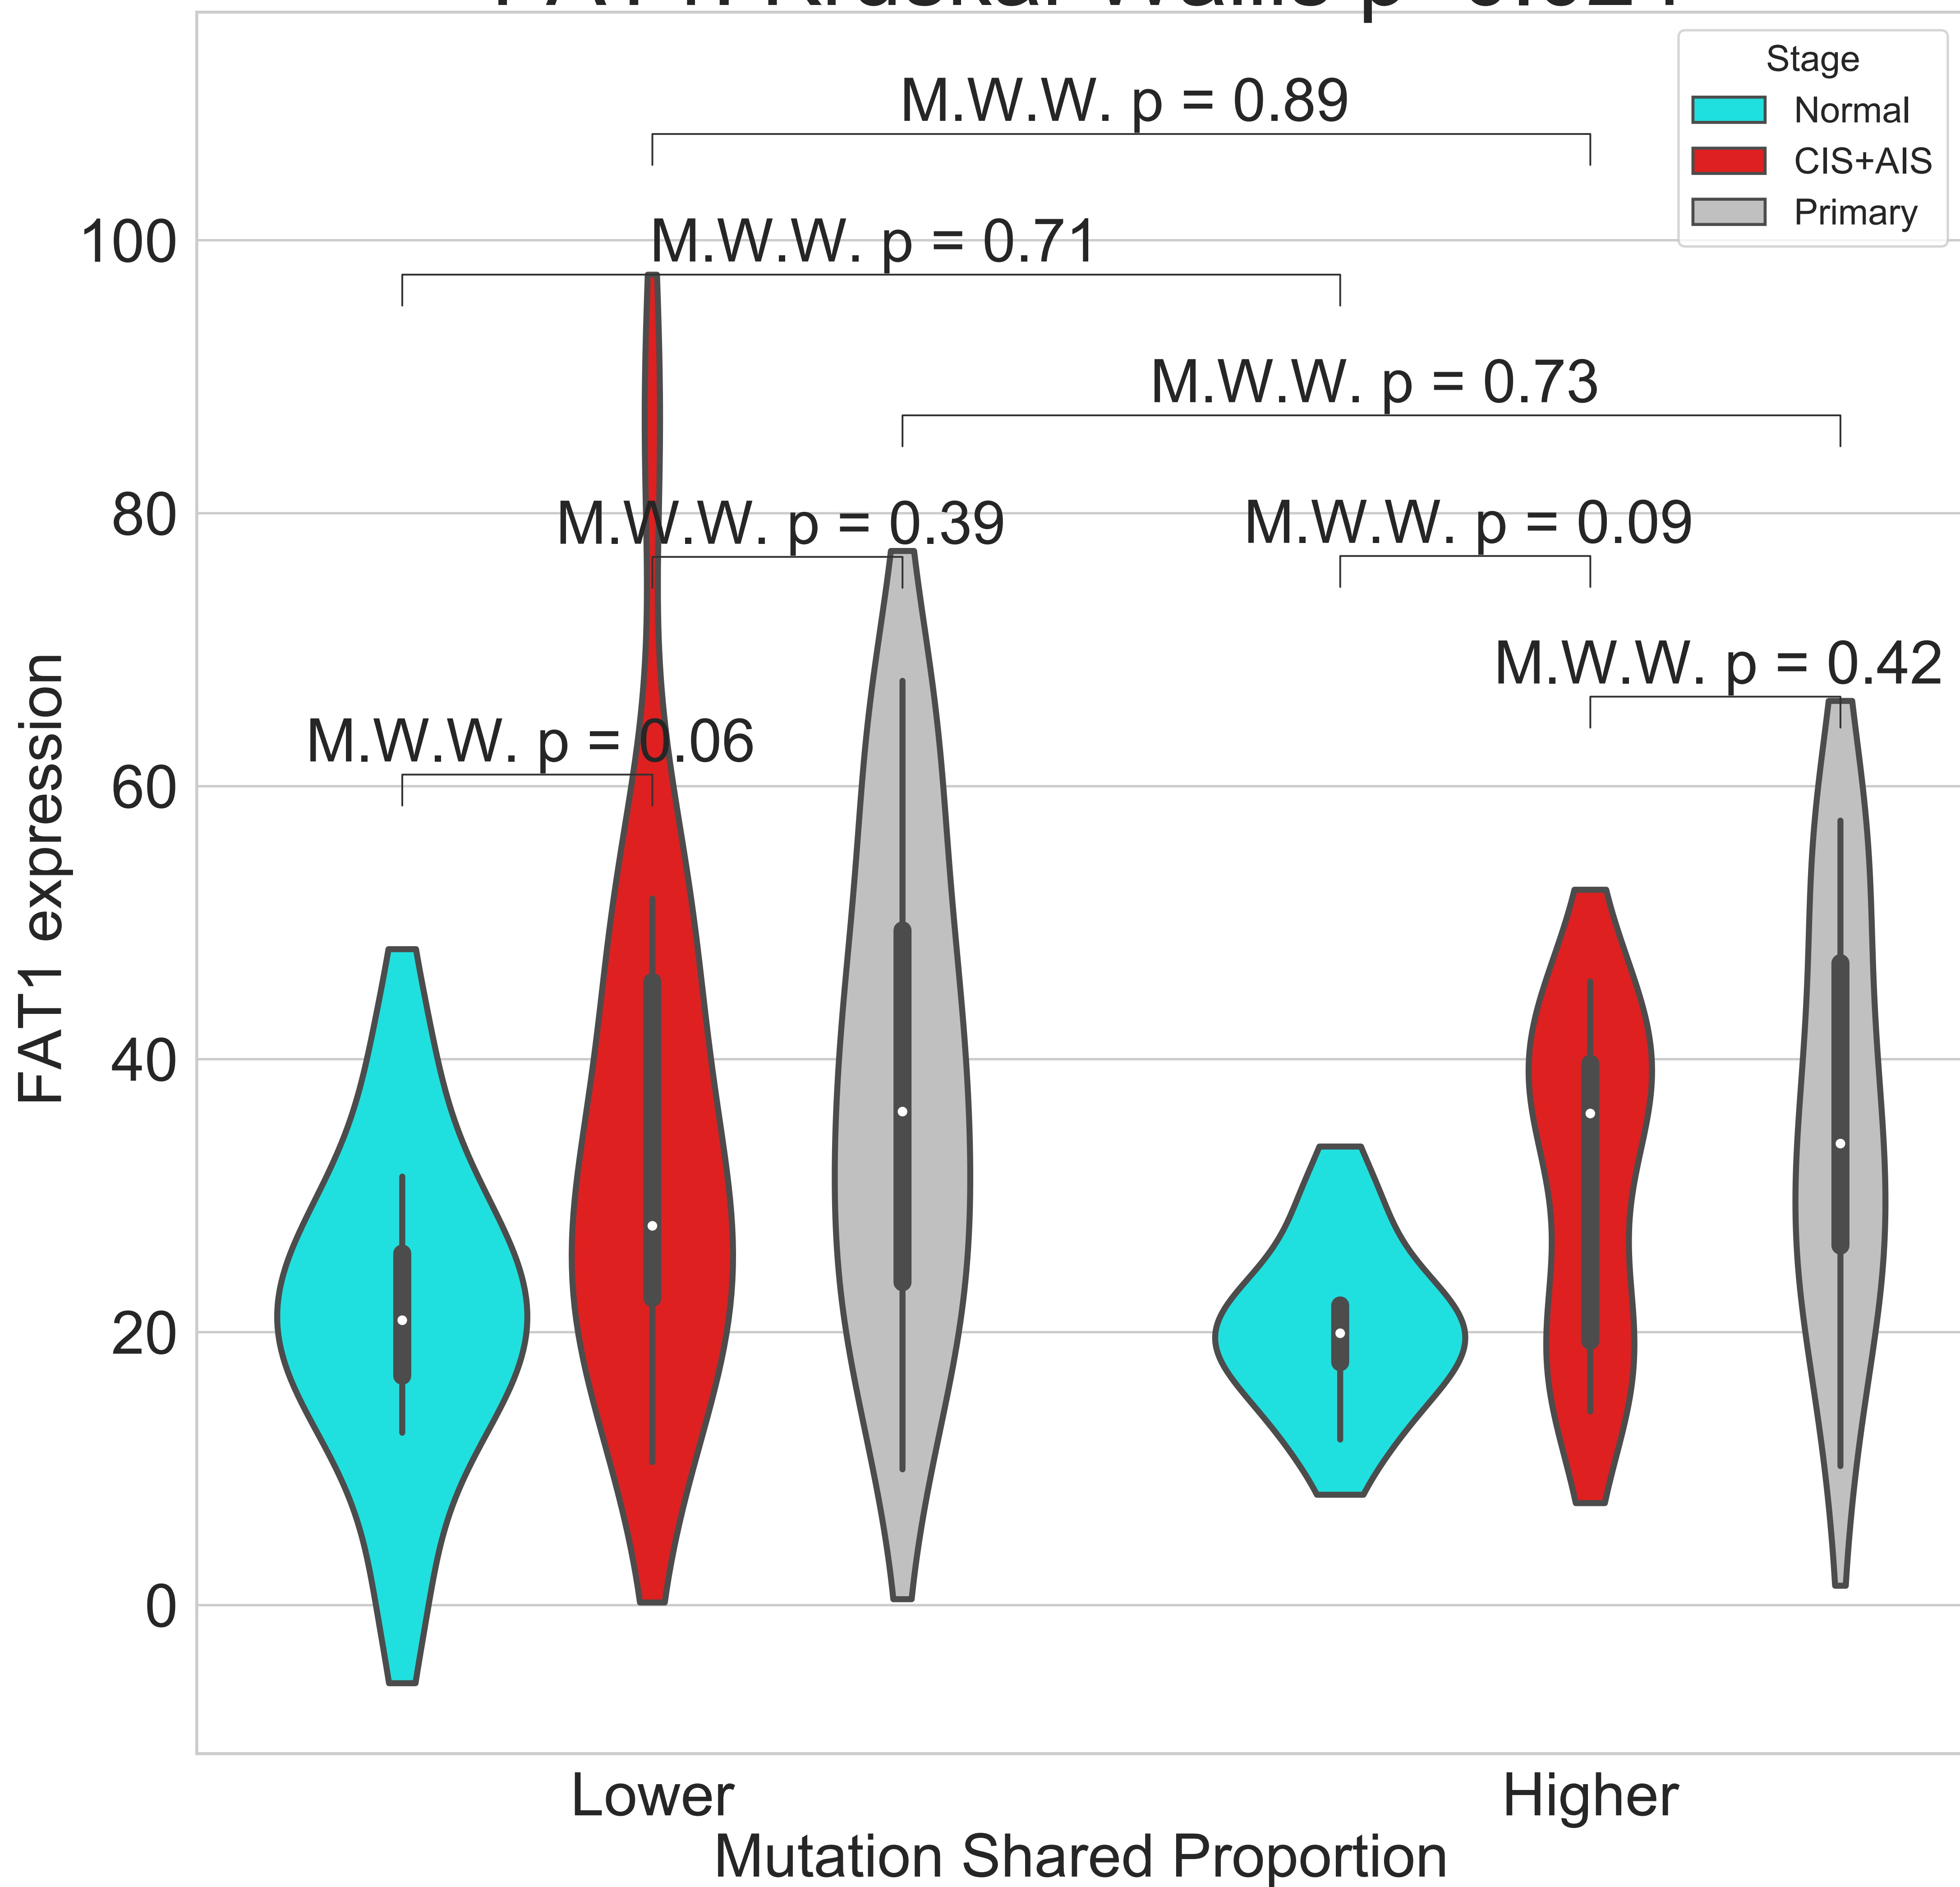 Stage
Normal
CIS+AIS
Primary
M.W.W. p = 0.89
M.W.W. p = 0.71
M.W.W. p = 0.73
M.W.W. p = 0.39
M.W.W. p = 0.09
M.W.W. p = 0.42
M.W.W. p = 0.06
100
80
60
40
20
0
FAT1 expression
Lower
Higher
Mutation Shared Proportion